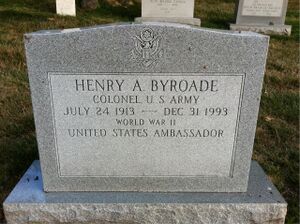 HENRY A. BYROADE
COLONEL U.S. ARMY
JULY 24 1913 — DEC 31 1993
WORLD WAR II
UNITED STATES AMBASSADOR